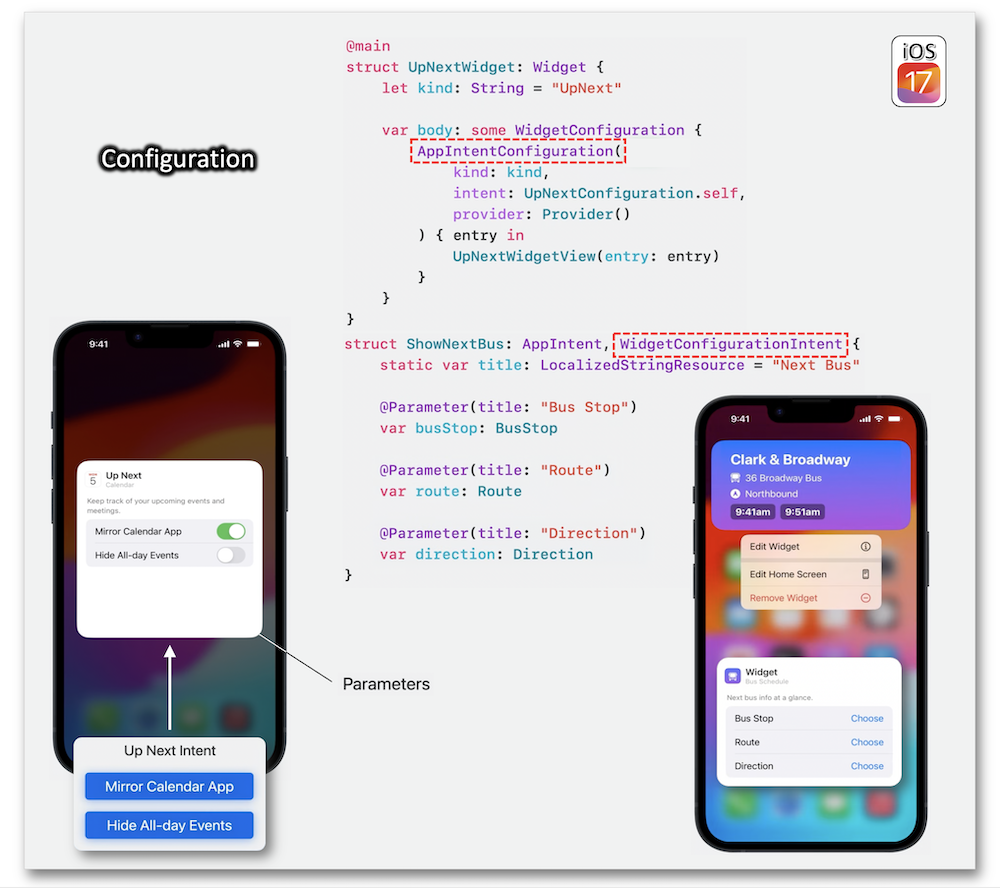 iOS
17
Configuration
@main
struct UpNextWidget: Widget {
let kind: String = "UpNext"
var body: some WidgetConfiguration {
AppIntentConfiguration(
kind: kind,
intent: UpNextConfiguration.self,
provider: Provider()
) { entry in
UpNextWidgetView(entry: entry)
}
}
}
struct ShowNextBus: AppIntent, WidgetConfigurationIntent {
static var title: LocalizedStringResource = "Next Bus"
@Parameter(title: "Bus Stop")
var busStop: BusStop
@Parameter(title: "Route")
var route: Route
@Parameter(title: "Direction")
var direction: Direction
}
9:41
5
Up Next
Calendar
Keep track of your upcoming events and
meetings.
Mirror Calendar App
Hide All-day Events
Parameters
Up Next Intent
Mirror Calendar App
Hide All-day Events
9:41
Clark & Broadway
36 Broadway Bus
Northbound
9:41am 9:51am
Edit Widget
Edit Home Screen
Remove Widget
Widget
Bus Schedule
Next bus info at a glance.
Bus Stop Choose
Route Choose
Direction Choose